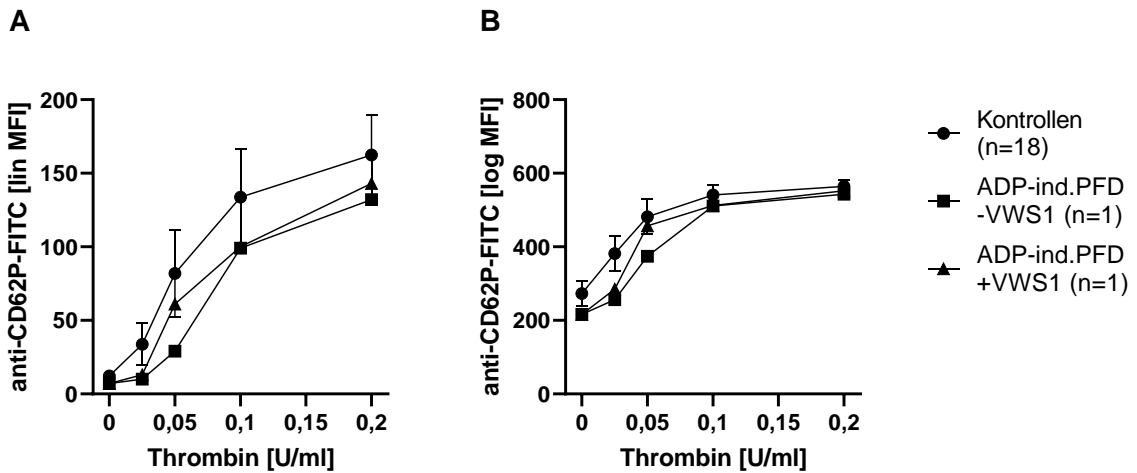 A
anti-CD62P-FITC [lin MFI]
200
150
100
50
0
0 0,05 0,1 0,15 0,2
Thrombin [U/ml]
B
anti-CD62P-FITC [log MFI]
800
600
400
200
0
0 0,05 0,1 0,15 0,2
Thrombin [U/ml]
Kontrollen
(n=18)
ADP-ind.PFD
-VWS1 (n=1)
ADP-ind.PFD
+VWS1 (n=1)